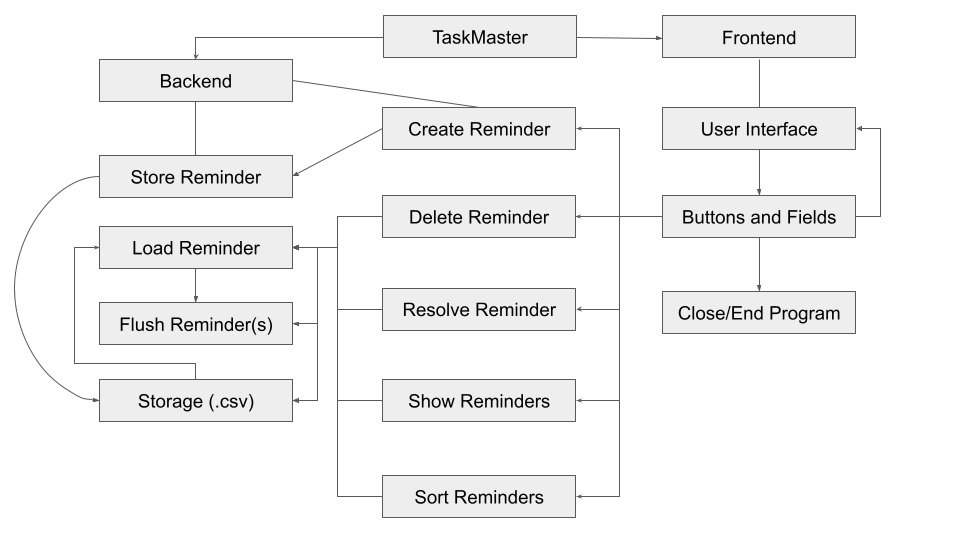 TaskMaster
Frontend
Backend
Create Reminder
User Interface
Store Reminder
Delete Reminder
Buttons and Fields
Load Reminder
Resolve Reminder
Close/End Program
Flush Reminder(s)
Storage (.csv)
Show Reminders
Sort Reminders